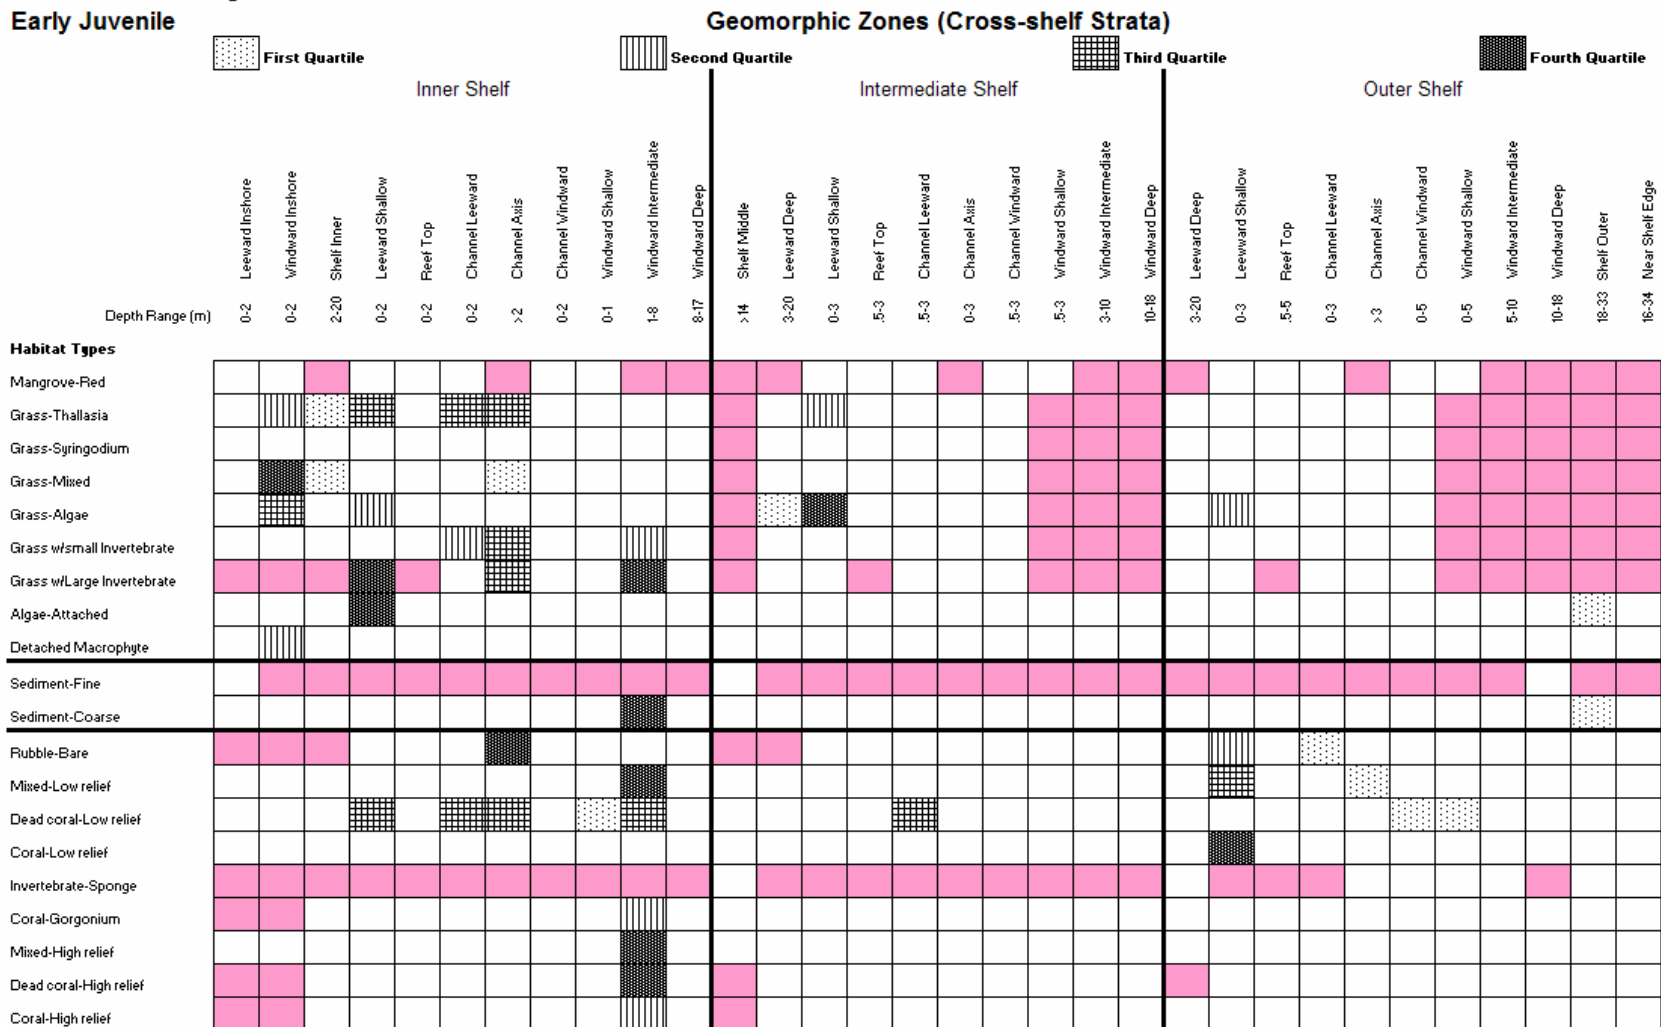 Early Juvenile
Geomorphic Zones (Cross-shelf Strata)
First Quartile
Second Quartile
Third Quartile
Fourth Quartile
Inner Shelf
Intermediate Shelf
Outer Shelf
Leeward Inshore
Windward Inshore
Shelf Inner
Leeward Shallow
Reef Top
Channel Leeward
Channel Axis
Channel Windward
Windward Shallow
Windward Intermediate
Windward Deep
Shelf Middle
Leeward Deep
Leeward Shallow
Reef Top
Channel Leeward
Channel Axis
Channel Windward
Windward Shallow
Windward Intermediate
Windward Deep
Leeward Deep
Leewward Shallow
Reef Top
Channel Leeward
Channel Axis
Channel Windward
Windward Shallow
Windward Intermediate
Windward Deep
Shelf Outer
Near Shelf Edge
Depth Range (m)
0-2
0-2
2-20
0-2
0-2
0-2
>2
0-2
0-1
1-8
8-17
>14
3-20
0-3
.5-3
.5-3
0-3
.5-3
.5-3
3-10
10-18
3-20
0-3
.5-5
0-3
>3
0-5
0-5
5-10
10-18
18-33
16-34
Habitat Types
Mangrove-Red
Grass-Thallasia
Grass-Syringodium
Grass-Mixed
Grass-Algae
Grass w/small Invertebrate
Grass w/Large Invertebrate
Algae-Attached
Detached Macrophyte
Sediment-Fine
Sediment-Coarse
Rubble-Bare
Mixed-Low relief
Dead coral-Low relief
Coral-Low relief
Invertebrate-Sponge
Coral-Gorgonium
Mixed-High relief
Dead coral-High relief
Coral-High relief